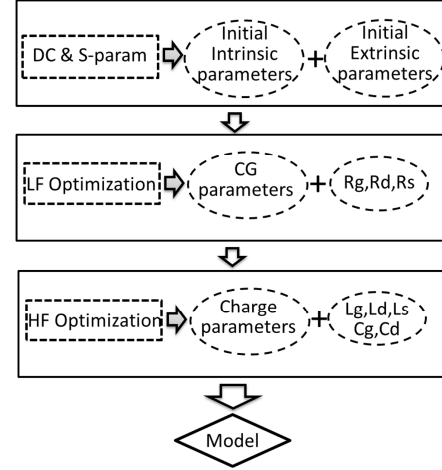 DC & S-param
Initial
Intrinsic
parameters
+
Initial
Extrinsic
parameters
LF Optimization
CG
parameters
+
Rg,Rd,Rs
HF Optimization
Charge
parameters
+
Lg,Ld,Ls
Cg,Cd
Model